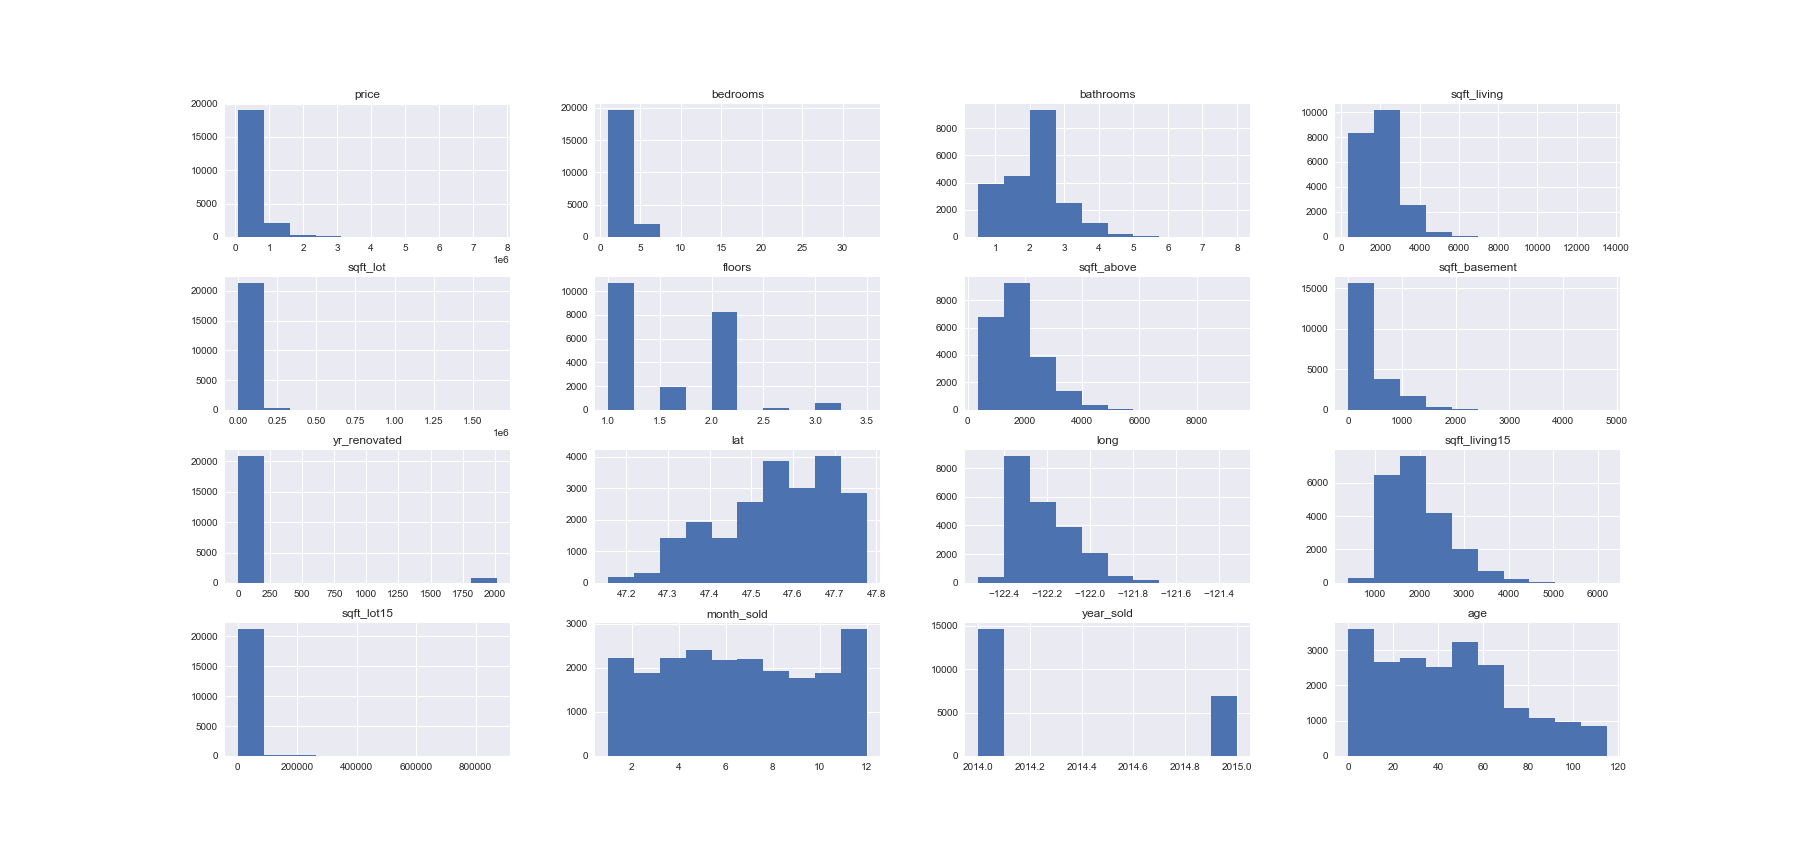 price
20000
15000
10000
5000
0
0 1 2 3 4 5 6 7 8
1e6
bedrooms
20000
15000
10000
5000
0
0 5 10 15 20 25 30
bathrooms
8000
6000
4000
2000
0
1 2 3 4 5 6 7 8
sqft_living
10000
8000
6000
4000
2000
0
0 2000 4000 6000 8000 10000 12000 14000
sqft_lot
20000
15000
10000
5000
0
0.00 0.25 0.50 0.75 1.00 1.25 1.50
1e6
floors
10000
8000
6000
4000
2000
0
1.0 1.5 2.0 2.5 3.0 3.5
sqft_above
8000
6000
4000
2000
0
0 2000 4000 6000 8000
sqft_basement
15000
10000
5000
0
0 1000 2000 3000 4000 5000
yr_renovated
20000
15000
10000
5000
0
0 250 500 750 1000 1250 1500 1750 2000
lat
4000
3000
2000
1000
0
47.2 47.3 47.4 47.5 47.6 47.7 47.8
long
8000
6000
4000
2000
0
−122.4 −122.2 −122.0 −121.8 −121.6 −121.4
sqft_living15
6000
4000
2000
0
1000 2000 3000 4000 5000 6000
sqft_lot15
20000
15000
10000
5000
0
0 200000 400000 600000 800000
month_sold
3000
2000
1000
0
2 4 6 8 10 12
year_sold
15000
10000
5000
0
2014.0 2014.2 2014.4 2014.6 2014.8 2015.0
age
3000
2000
1000
0
0 20 40 60 80 100 120